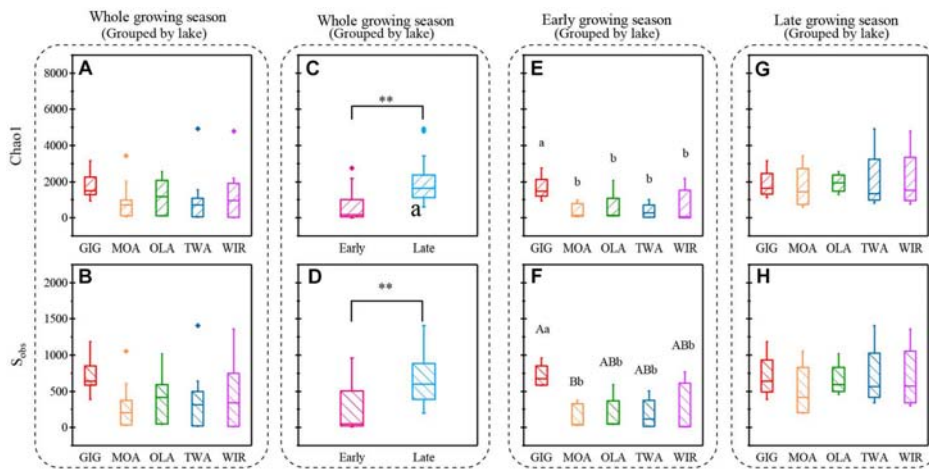 Whole growing season
(Grouped by lake)
Whole growing season
(Grouped by lake)
Early growing season
(Grouped by lake)
Late growing season
(Grouped by lake)
Chao1
8000
6000
4000
2000
0
A
GIG MOA OLA TWA WIR
C
**
a
Early Late
E
a
b
b
b
b
GIG MOA OLA TWA WIR
G
GIG MOA OLA TWA WIR
Sobs
2000
1500
1000
500
0
B
GIG MOA OLA TWA WIR
D
**
Early Late
F
Aa
Bb
ABb
ABb
ABb
GIG MOA OLA TWA WIR
H
GIG MOA OLA TWA WIR